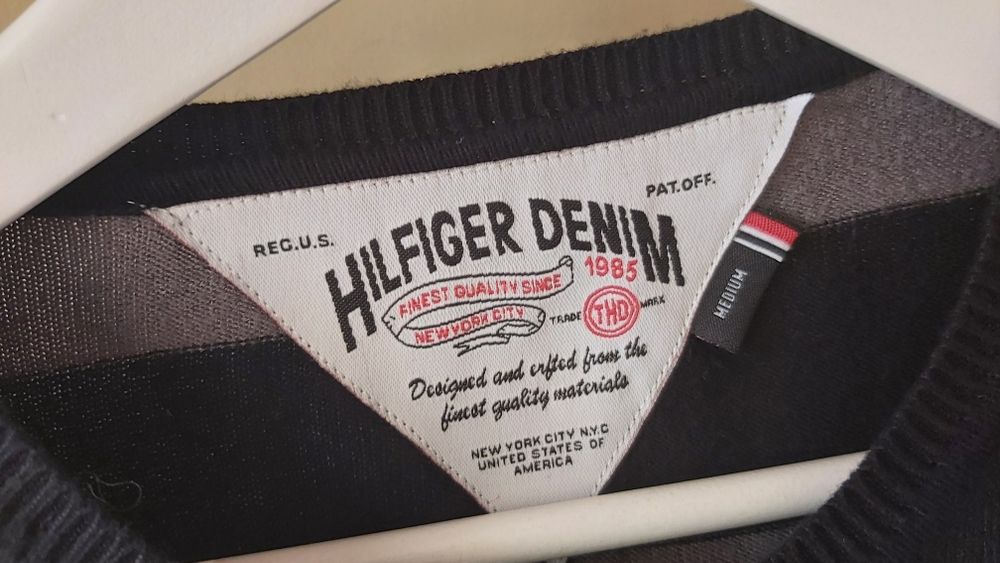 REG.U.S.
PAT.OFF.
HILFIGER DENIM
FINEST QUALITY SINCE
1985
NEW YORK CITY
TRADE
THD
MARK
Designed and crfted from the
finest quality materials
NEW YORK CITY N.Y.C
UNITED STATES OF
AMERICA
MEDIUM